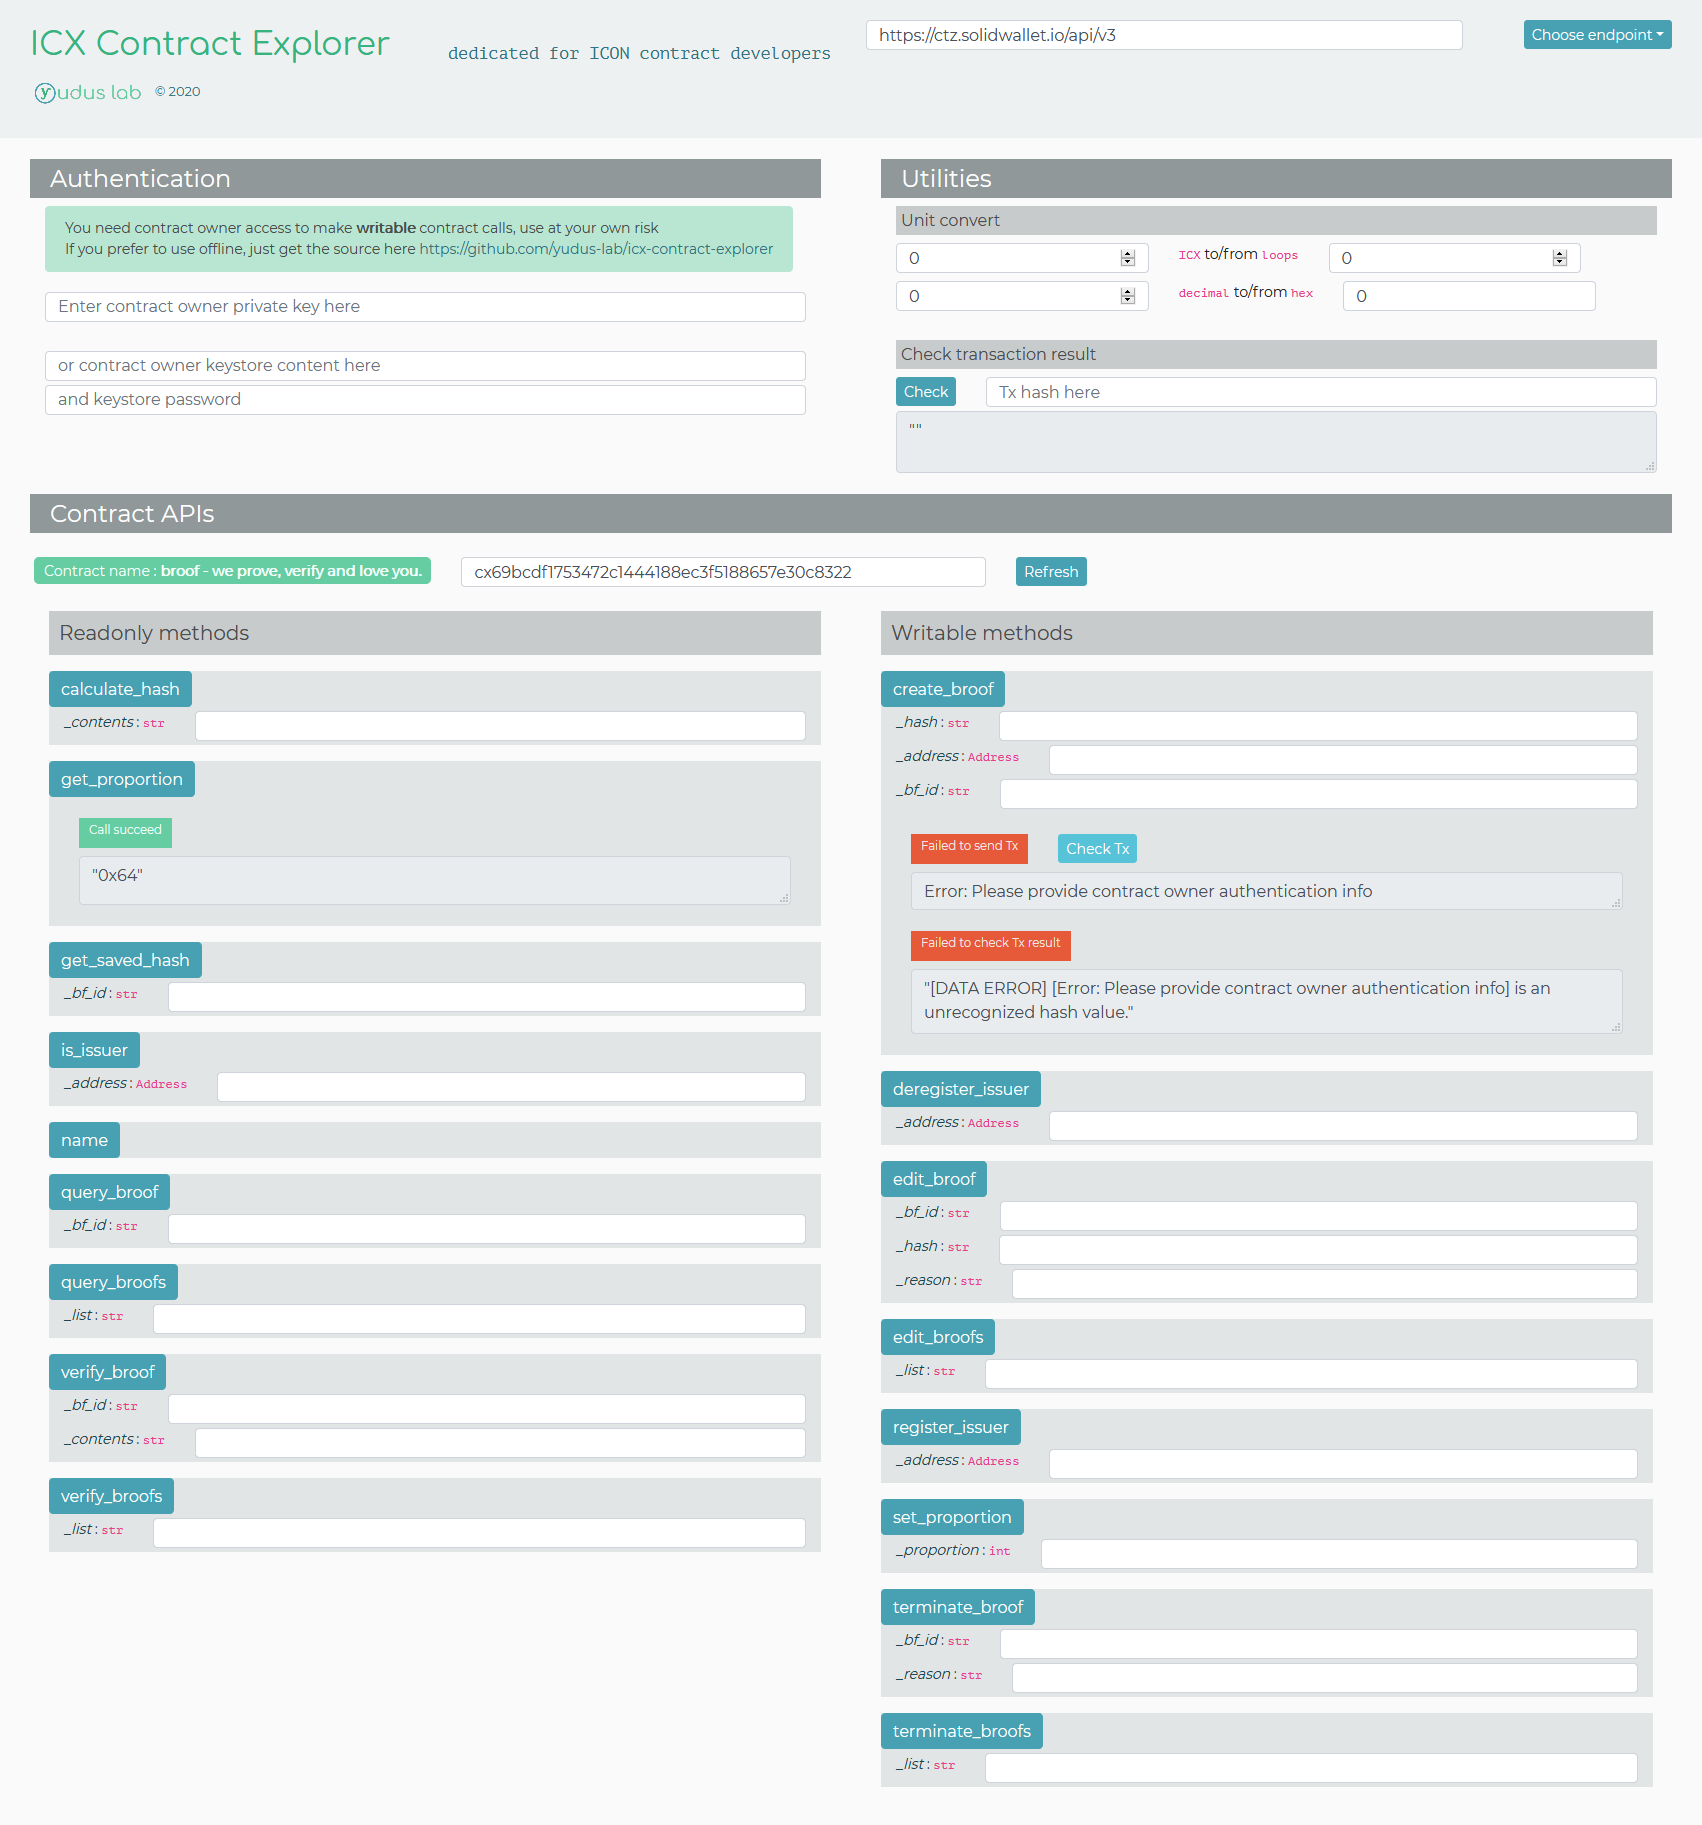 ICX Contract Explorer
dedicated for ICON contract developers
https://ctz.solidwallet.io/api/v3
Choose endpoint
yudus lab © 2020
Authentication
You need contract owner access to make writable contract calls, use at your own risk
If you prefer to use offline, just get the source here https://github.com/yudus-lab/icx-contract-explorer
Enter contract owner private key here
or contract owner keystore content here
and keystore password
Utilities
Unit convert
0 ICX to/from loops 0
0 decimal to/from hex 0
Check transaction result
Check Tx hash here
""
Contract APIs
Contract name : broof - we prove, verify and love you. cx69bcdf1753472c1444188ec3f5188657e30c8322 Refresh
Readonly methods
calculate_hash
_contents : str
get_proportion
Call succeed
"0x64"
get_saved_hash
_bf_id : str
is_issuer
_address : Address
name
query_broof
_bf_id : str
query_broofs
_list : str
verify_broof
_bf_id : str
_contents : str
verify_broofs
_list : str
Writable methods
create_broof
_hash : str
_address : Address
_bf_id : str
Failed to send Tx Check Tx
Error: Please provide contract owner authentication info
Failed to check Tx result
"[DATA ERROR] [Error: Please provide contract owner authentication info] is an
unrecognized hash value."
deregister_issuer
_address : Address
edit_broof
_bf_id : str
_hash : str
_reason : str
edit_broofs
_list : str
register_issuer
_address : Address
set_proportion
_proportion : int
terminate_broof
_bf_id : str
_reason : str
terminate_broofs
_list : str